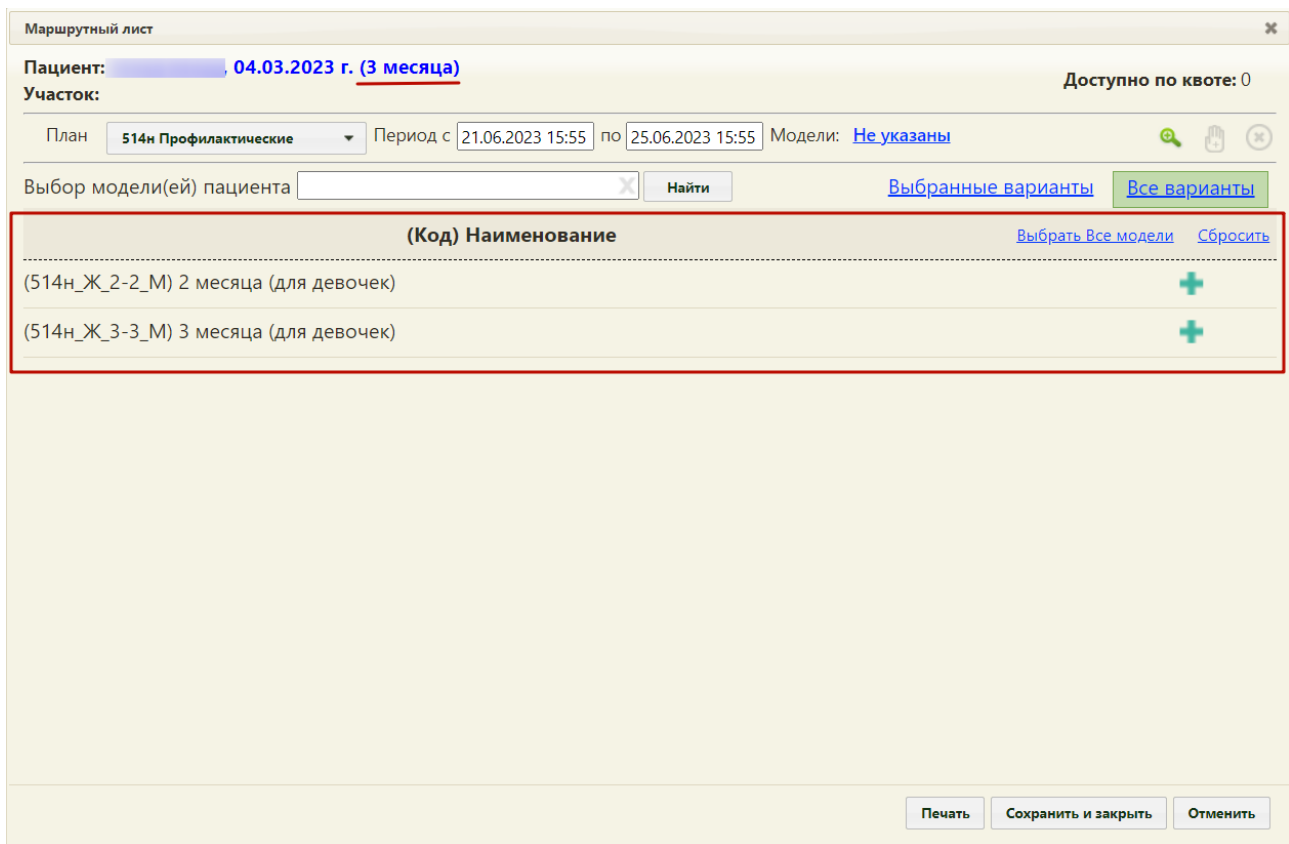 Маршрутный лист
Пациент: , 04.03.2023 г. (3 месяца)
Участок:
Доступно по квоте: 0
План 514н Профилактические Период с 21.06.2023 15:55 по 25.06.2023 15:55 Модели: Не указаны
Выбор модели(ей) пациента X Найти Выбранные варианты Все варианты
(Код) Наименование Выбрать Все модели Сбросить
(514н_Ж_2-2_М) 2 месяца (для девочек)
(514н_Ж_3-3_М) 3 месяца (для девочек)
Печать Сохранить и закрыть Отменить